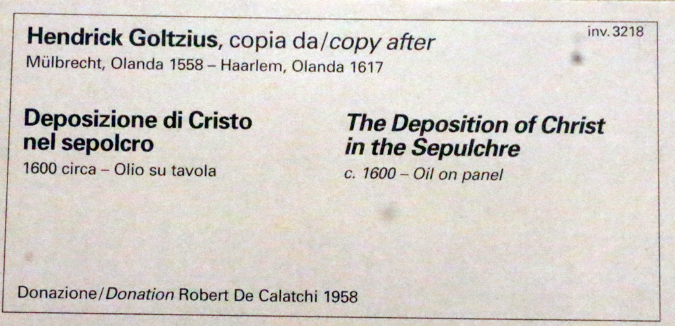 Hendrick Goltzius, copia da/copy after
inv. 3218
Mülbrecht, Olanda 1558 – Haarlem, Olanda 1617
Deposizione di Cristo
nel sepolcro
1600 circa – Olio su tavola
The Deposition of Christ
in the Sepulchre
c. 1600 – Oil on panel
Donazione/Donation Robert De Calatchi 1958